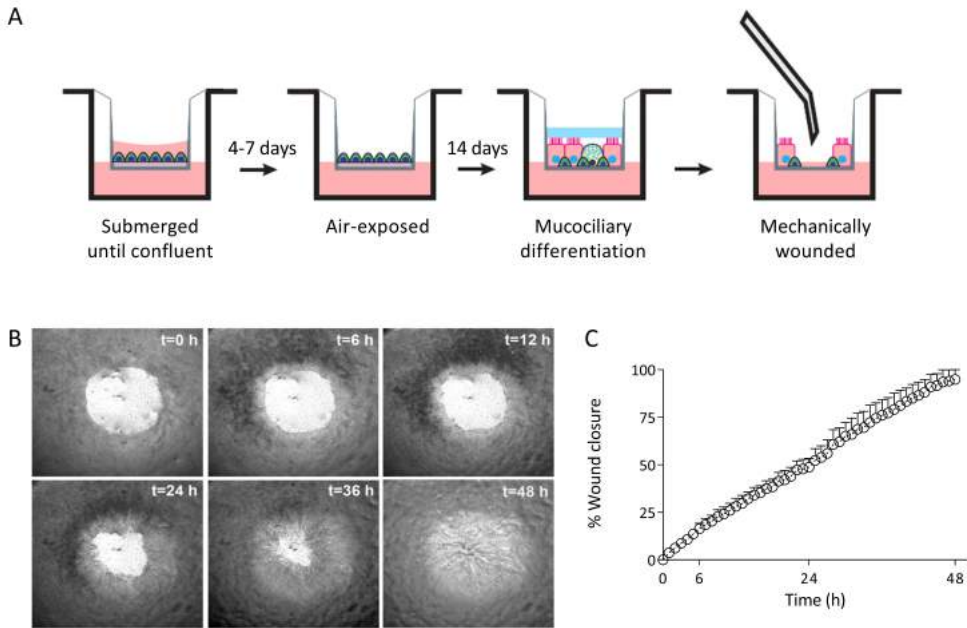 A
4-7 days
14 days
Submerged
until confluent
Air-exposed
Mucociliary
differentiation
Mechanically
wounded
B
t=0 h
t=6 h
t=12 h
t=24 h
t=36 h
t=48 h
C
100
75
50
25
0
% Wound closure
0
6
24
48
Time (h)